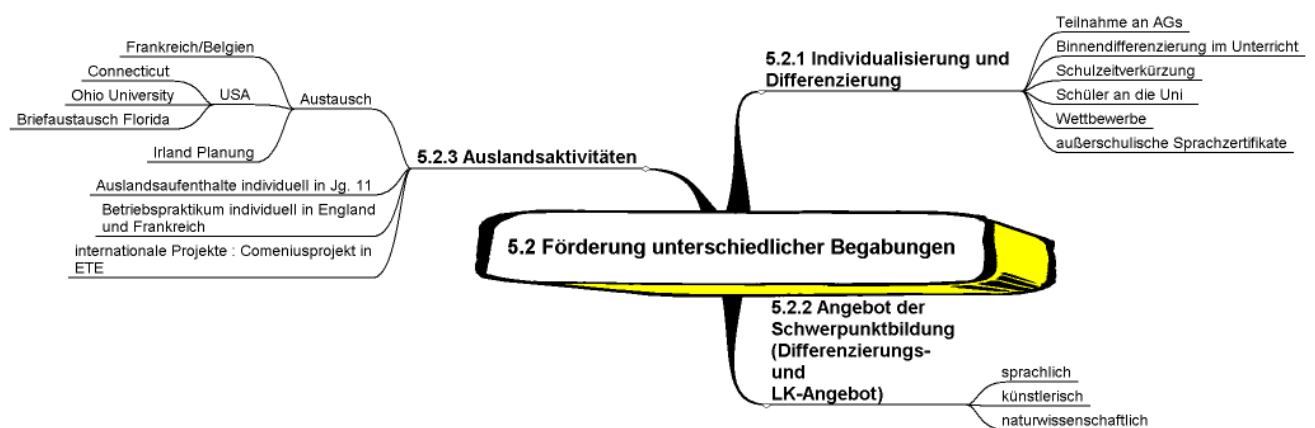 5.2 Förderung unterschiedlicher Begabungen
5.2.1 Individualisierung und
Differenzierung
Teilnahme an AGs
Binnendifferenzierung im Unterricht
Schulzeitverkürzung
Schüler an die Uni
Wettbewerbe
außerschulische Sprachzertifikate
5.2.2 Angebot der
Schwerpunktbildung
(Differenzierungs-
und
LK-Angebot)
sprachlich
künstlerisch
naturwissenschaftlich
5.2.3 Auslandsaktivitäten
Austausch
Frankreich/Belgien
USA
Connecticut
Ohio University
Briefaustausch Florida
Irland Planung
Auslandsaufenthalte individuell in Jg. 11
Betriebspraktikum individuell in England
und Frankreich
internationale Projekte : Comeniusprojekt in
ETE